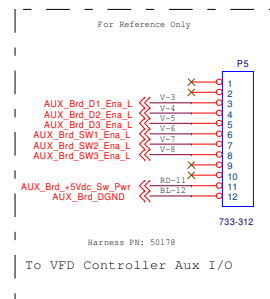 For Reference Only
P5
1
2
AUX_Brd_D1_Ena_L V-3 3
AUX_Brd_D2_Ena_L V-4 4
AUX_Brd_D3_Ena_L V-5 5
AUX_Brd_SW1_Ena_L V-6 6
AUX_Brd_SW2_Ena_L V-7 7
AUX_Brd_SW3_Ena_L V-8 8
9
10
AUX_Brd_+5Vdc_Sw_Pwr RD-11 11
AUX_Brd_DGND BL-12 12
733-312
Harness PN: 50178
To VFD Controller Aux I/O